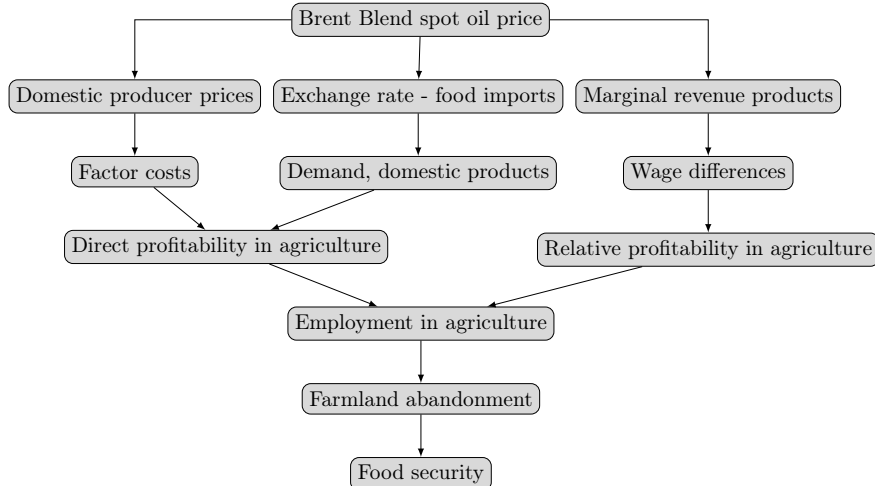 Brent Blend spot oil price
Domestic producer prices
Exchange rate - food imports
Marginal revenue products
Factor costs
Demand, domestic products
Wage differences
Direct profitability in agriculture
Relative profitability in agriculture
Employment in agriculture
Farmland abandonment
Food security